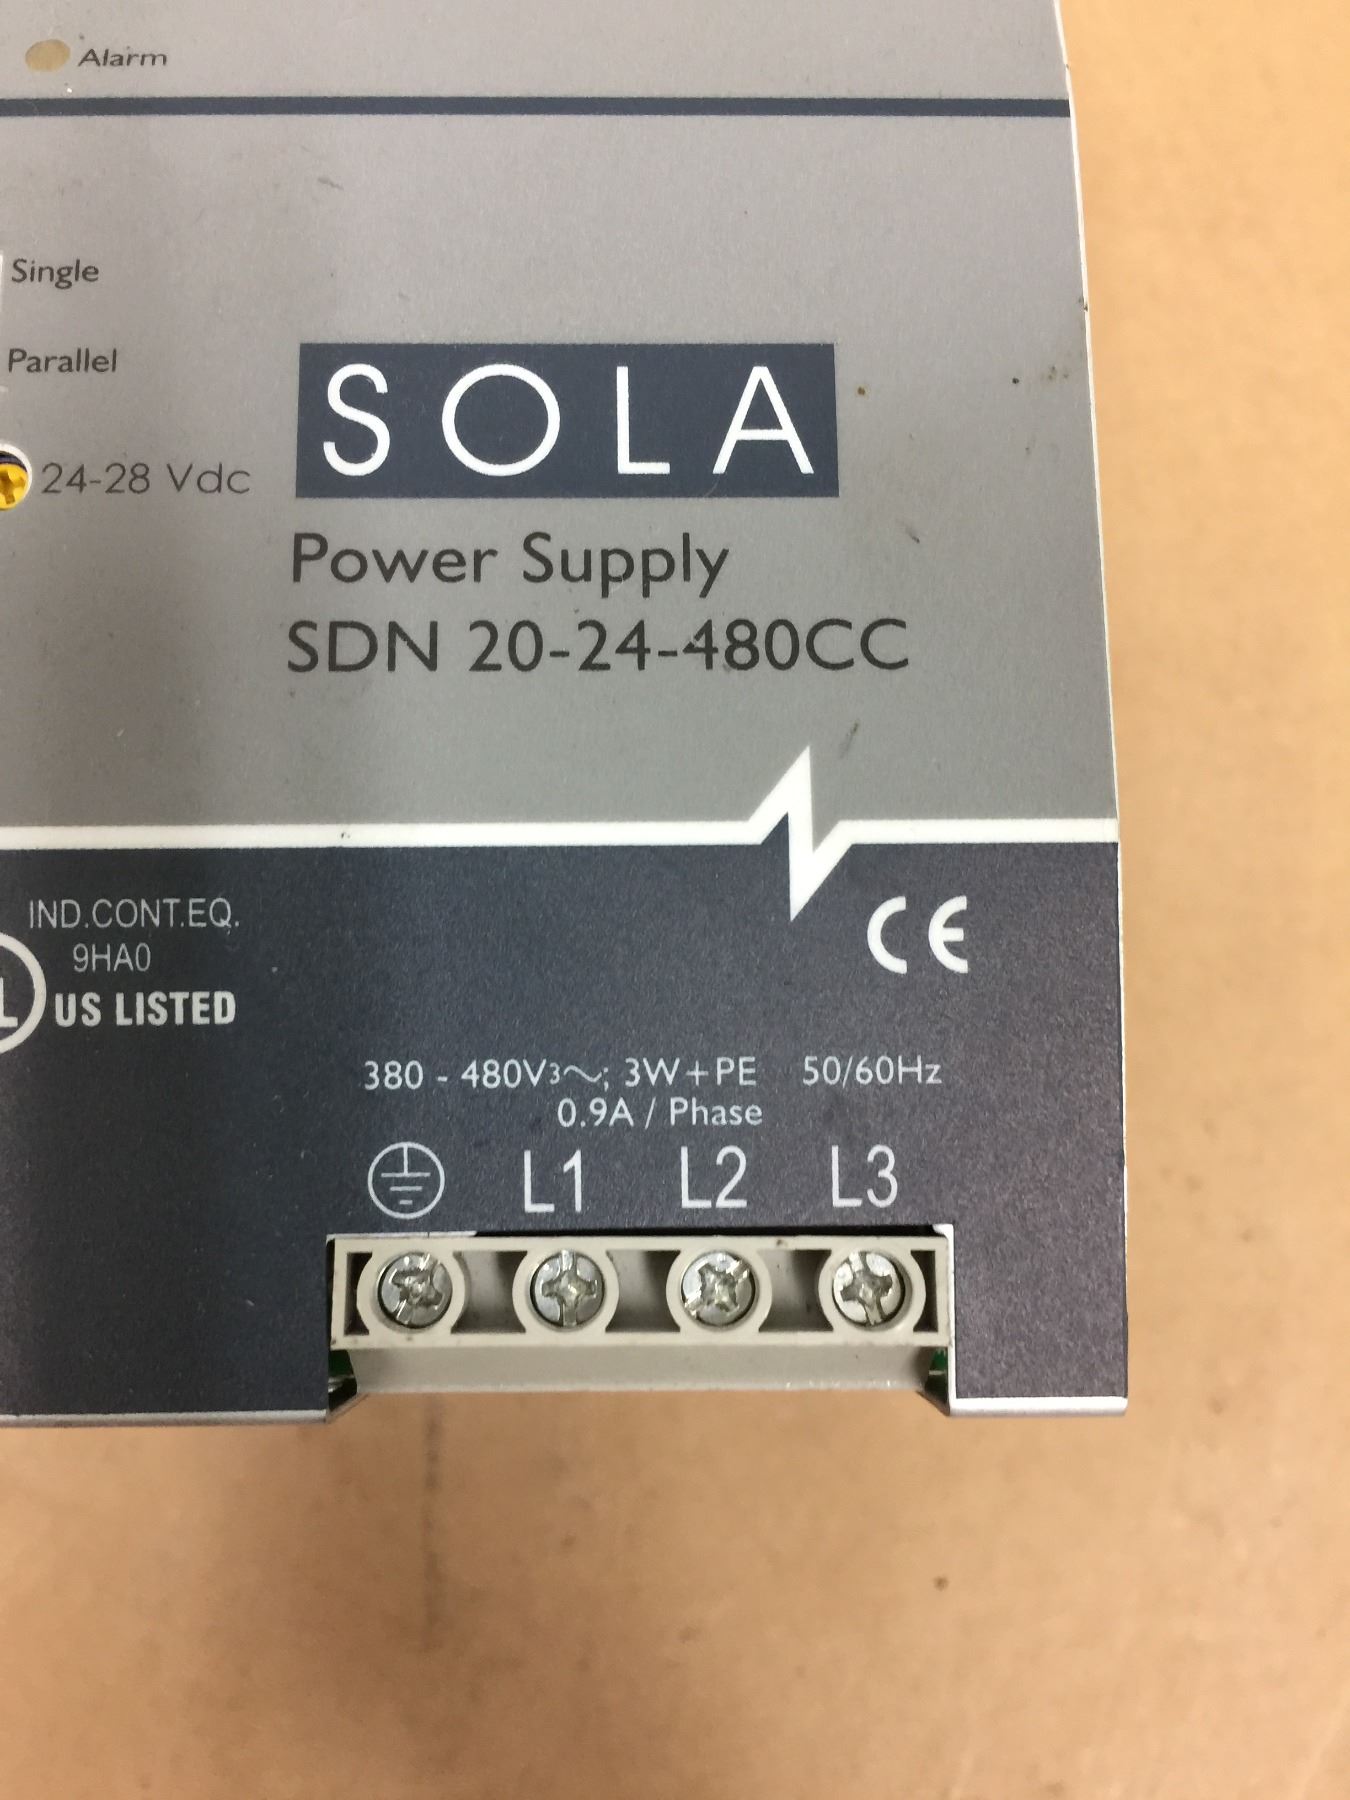 Alarm
Single
Parallel
24-28 Vdc
SOLA
Power Supply
SDN 20-24-480CC
IND.CONT.EQ.
9HA0
US LISTED
CE
380 - 480V3~; 3W+PE 50/60Hz
0.9A / Phase
L1 L2 L3